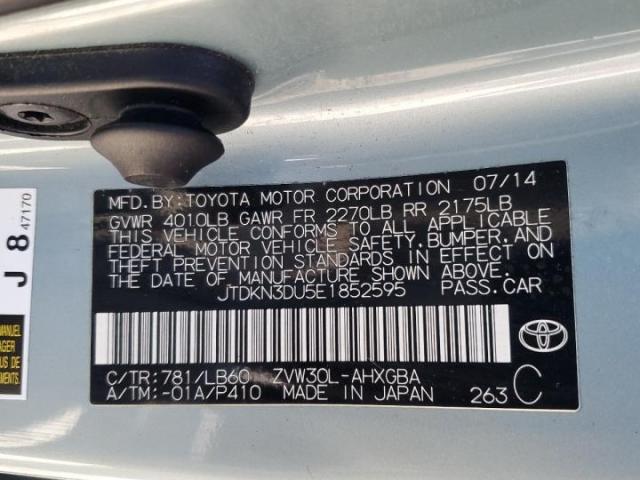 MFD. BY: TOYOTA MOTOR CORPORATION 07/14
GVWR 4010LB GAWR FR 2270LB RR 2175LB
THIS VEHICLE CONFORMS TO ALL APPLICABLE
FEDERAL MOTOR VEHICLE SAFETY, BUMPER, AND
THEFT PREVENTION STANDARDS IN EFFECT ON
THE DATE OF MANUFACTURE SHOWN ABOVE.
JTDKN3DU5E1852595 PASS.CAR
TOYOTA
C/TR: 781/LB60 ZVW30L-AHXGBA
A/TM: -01A/P410 MADE IN JAPAN 263 C
J 8 47170
Manual